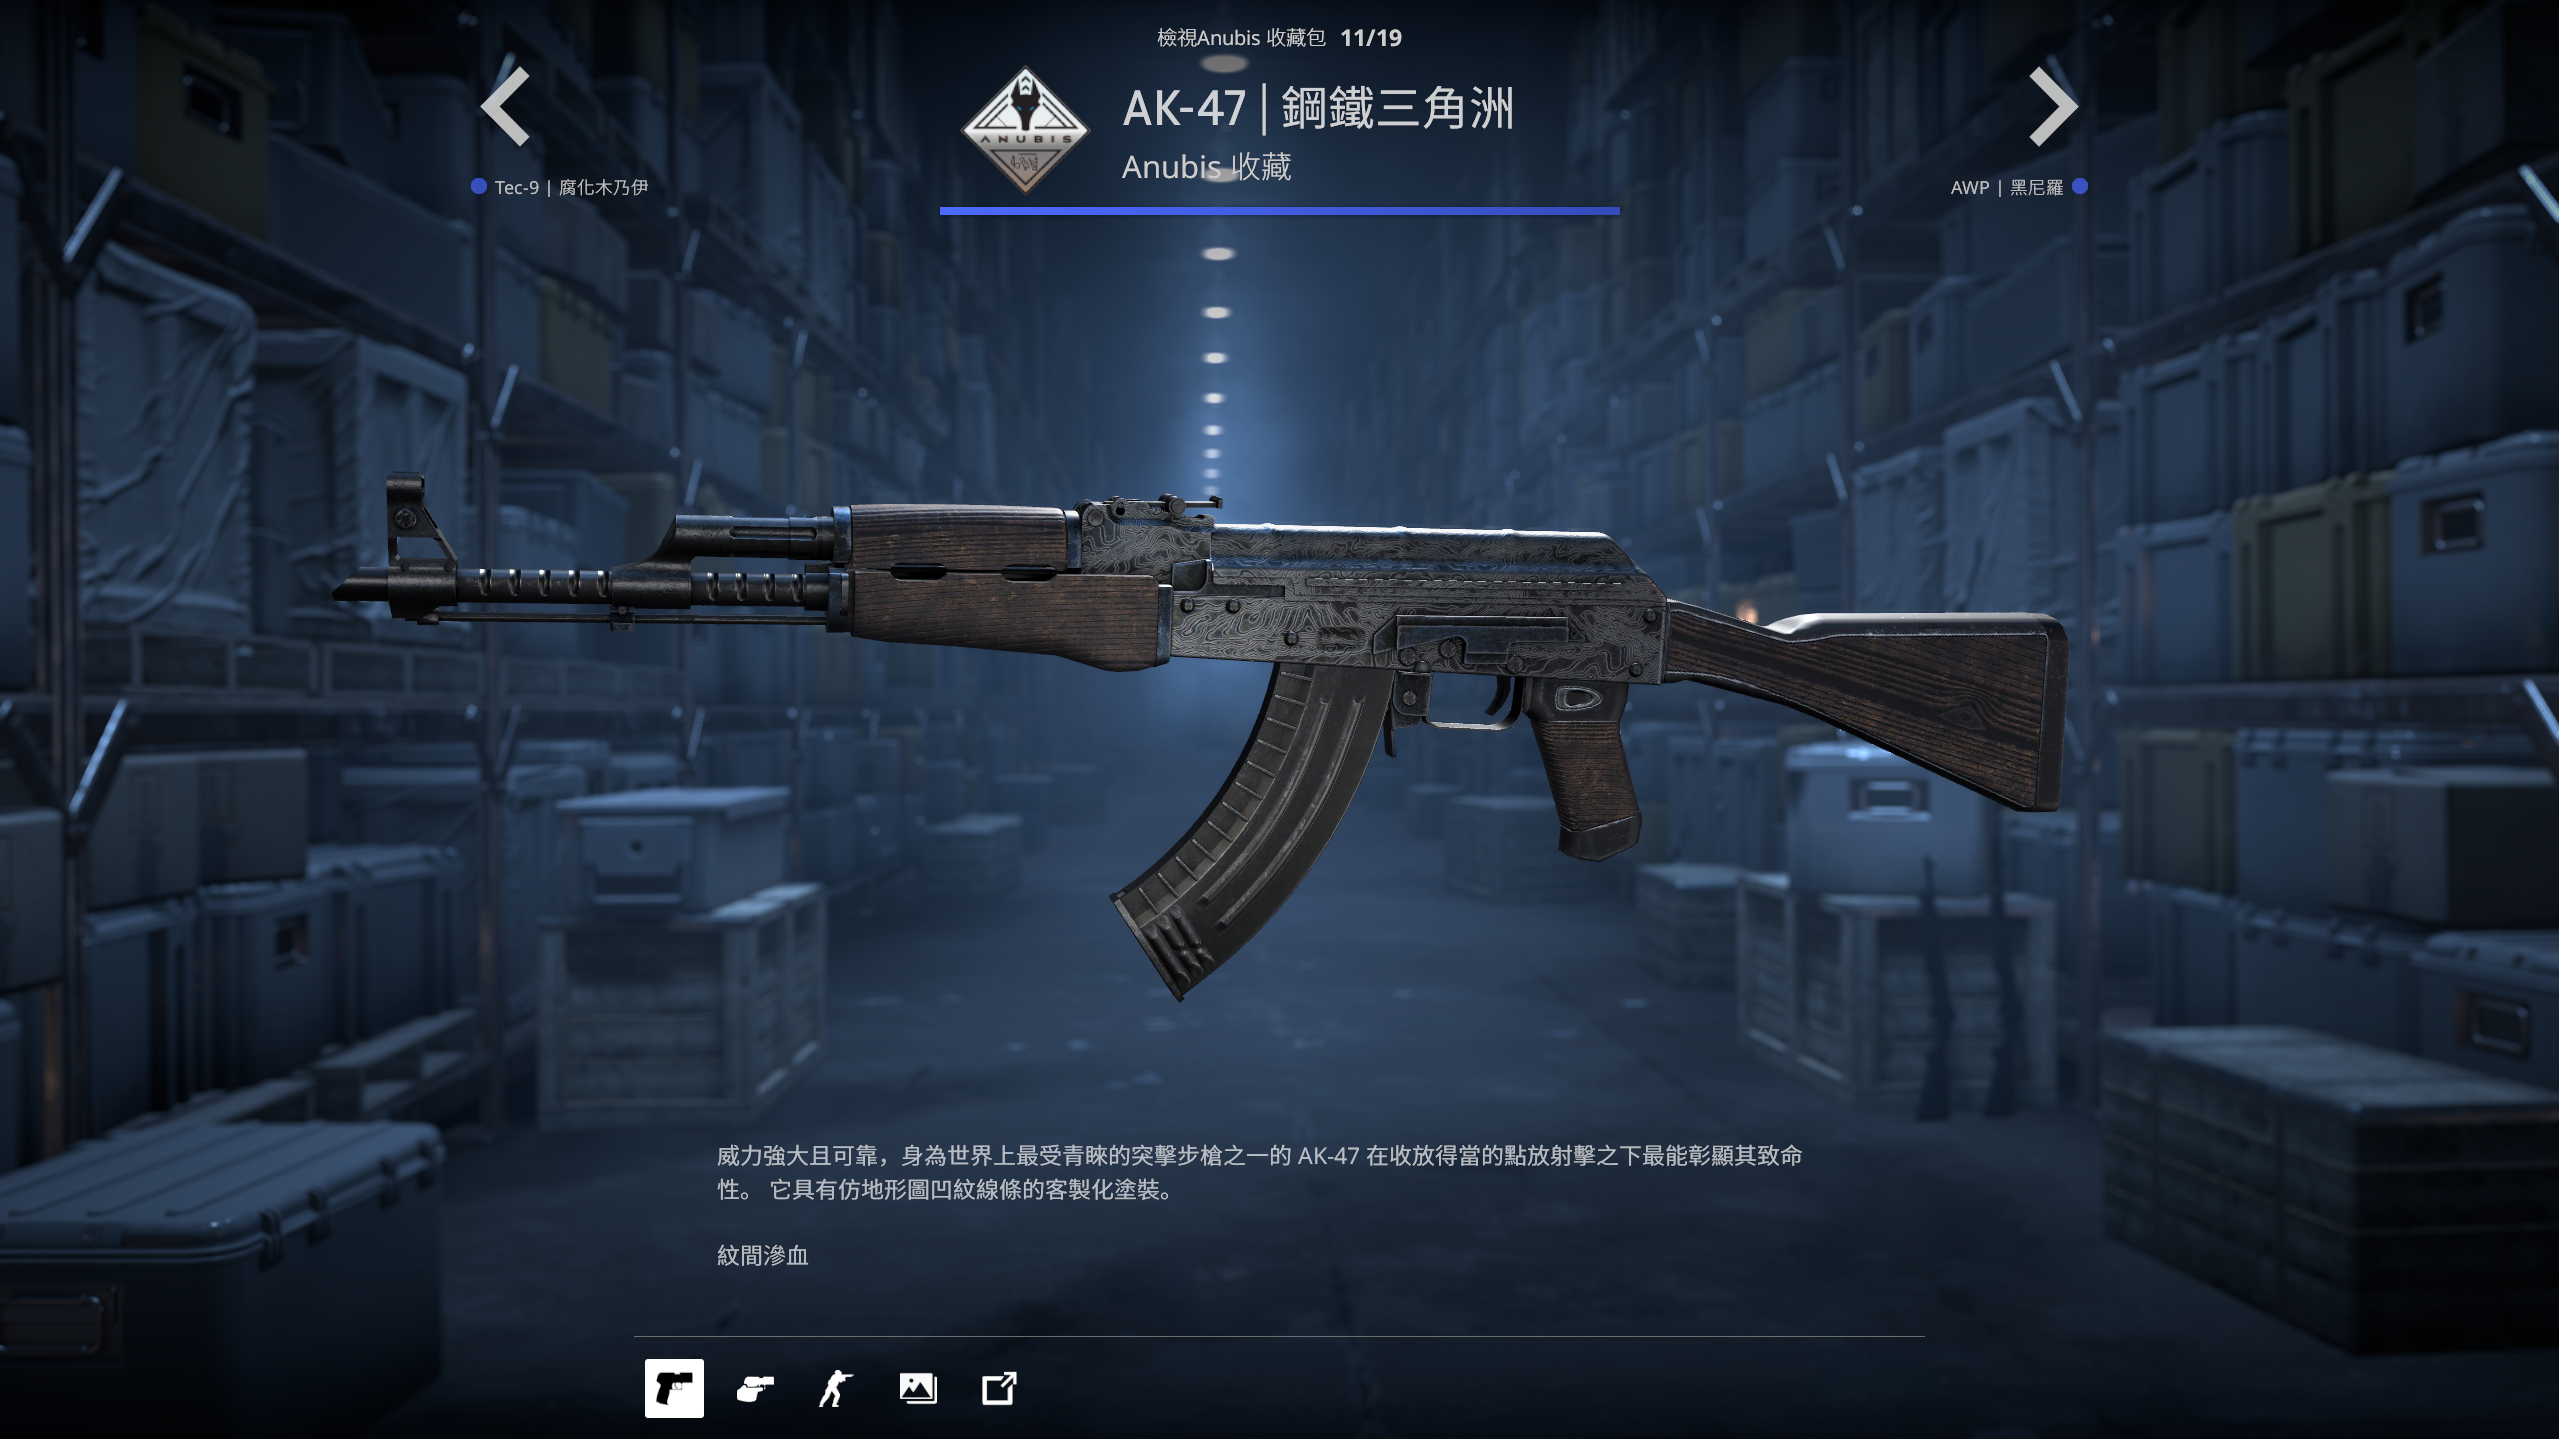 檢視Anubis 收藏包 11/19
AK-47 | 鋼鐵三角洲
Anubis 收藏
ANUBIS
Tec-9 | 腐化木乃伊
AWP | 黑尼羅
威力強大且可靠，身為世界上最受青睞的突擊步槍之一的 AK-47 在收放得當的點放射擊之下最能彰顯其致命
性。 它具有仿地形圖凹紋線條的客製化塗裝。
紋間滲血